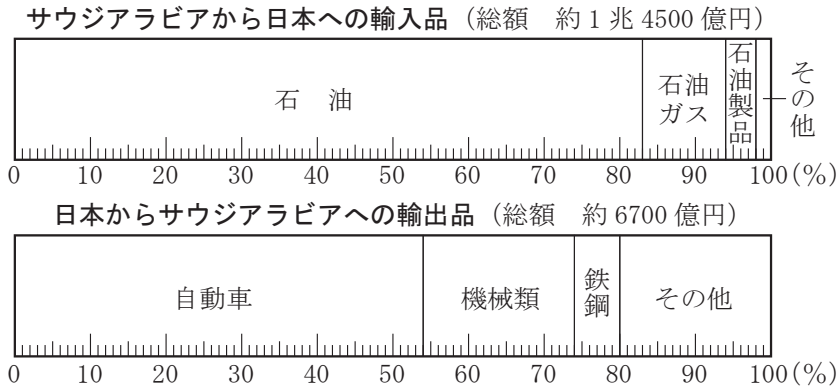 サウジアラビアから日本への輸入品（総額　約1兆4500億円）
石　油
石油
ガス
石油製品
その他
0 10 20 30 40 50 60 70 80 90 100(%)
日本からサウジアラビアへの輸出品（総額　約6700億円）
自動車
機械類
鉄鋼
その他
0 10 20 30 40 50 60 70 80 90 100(%)